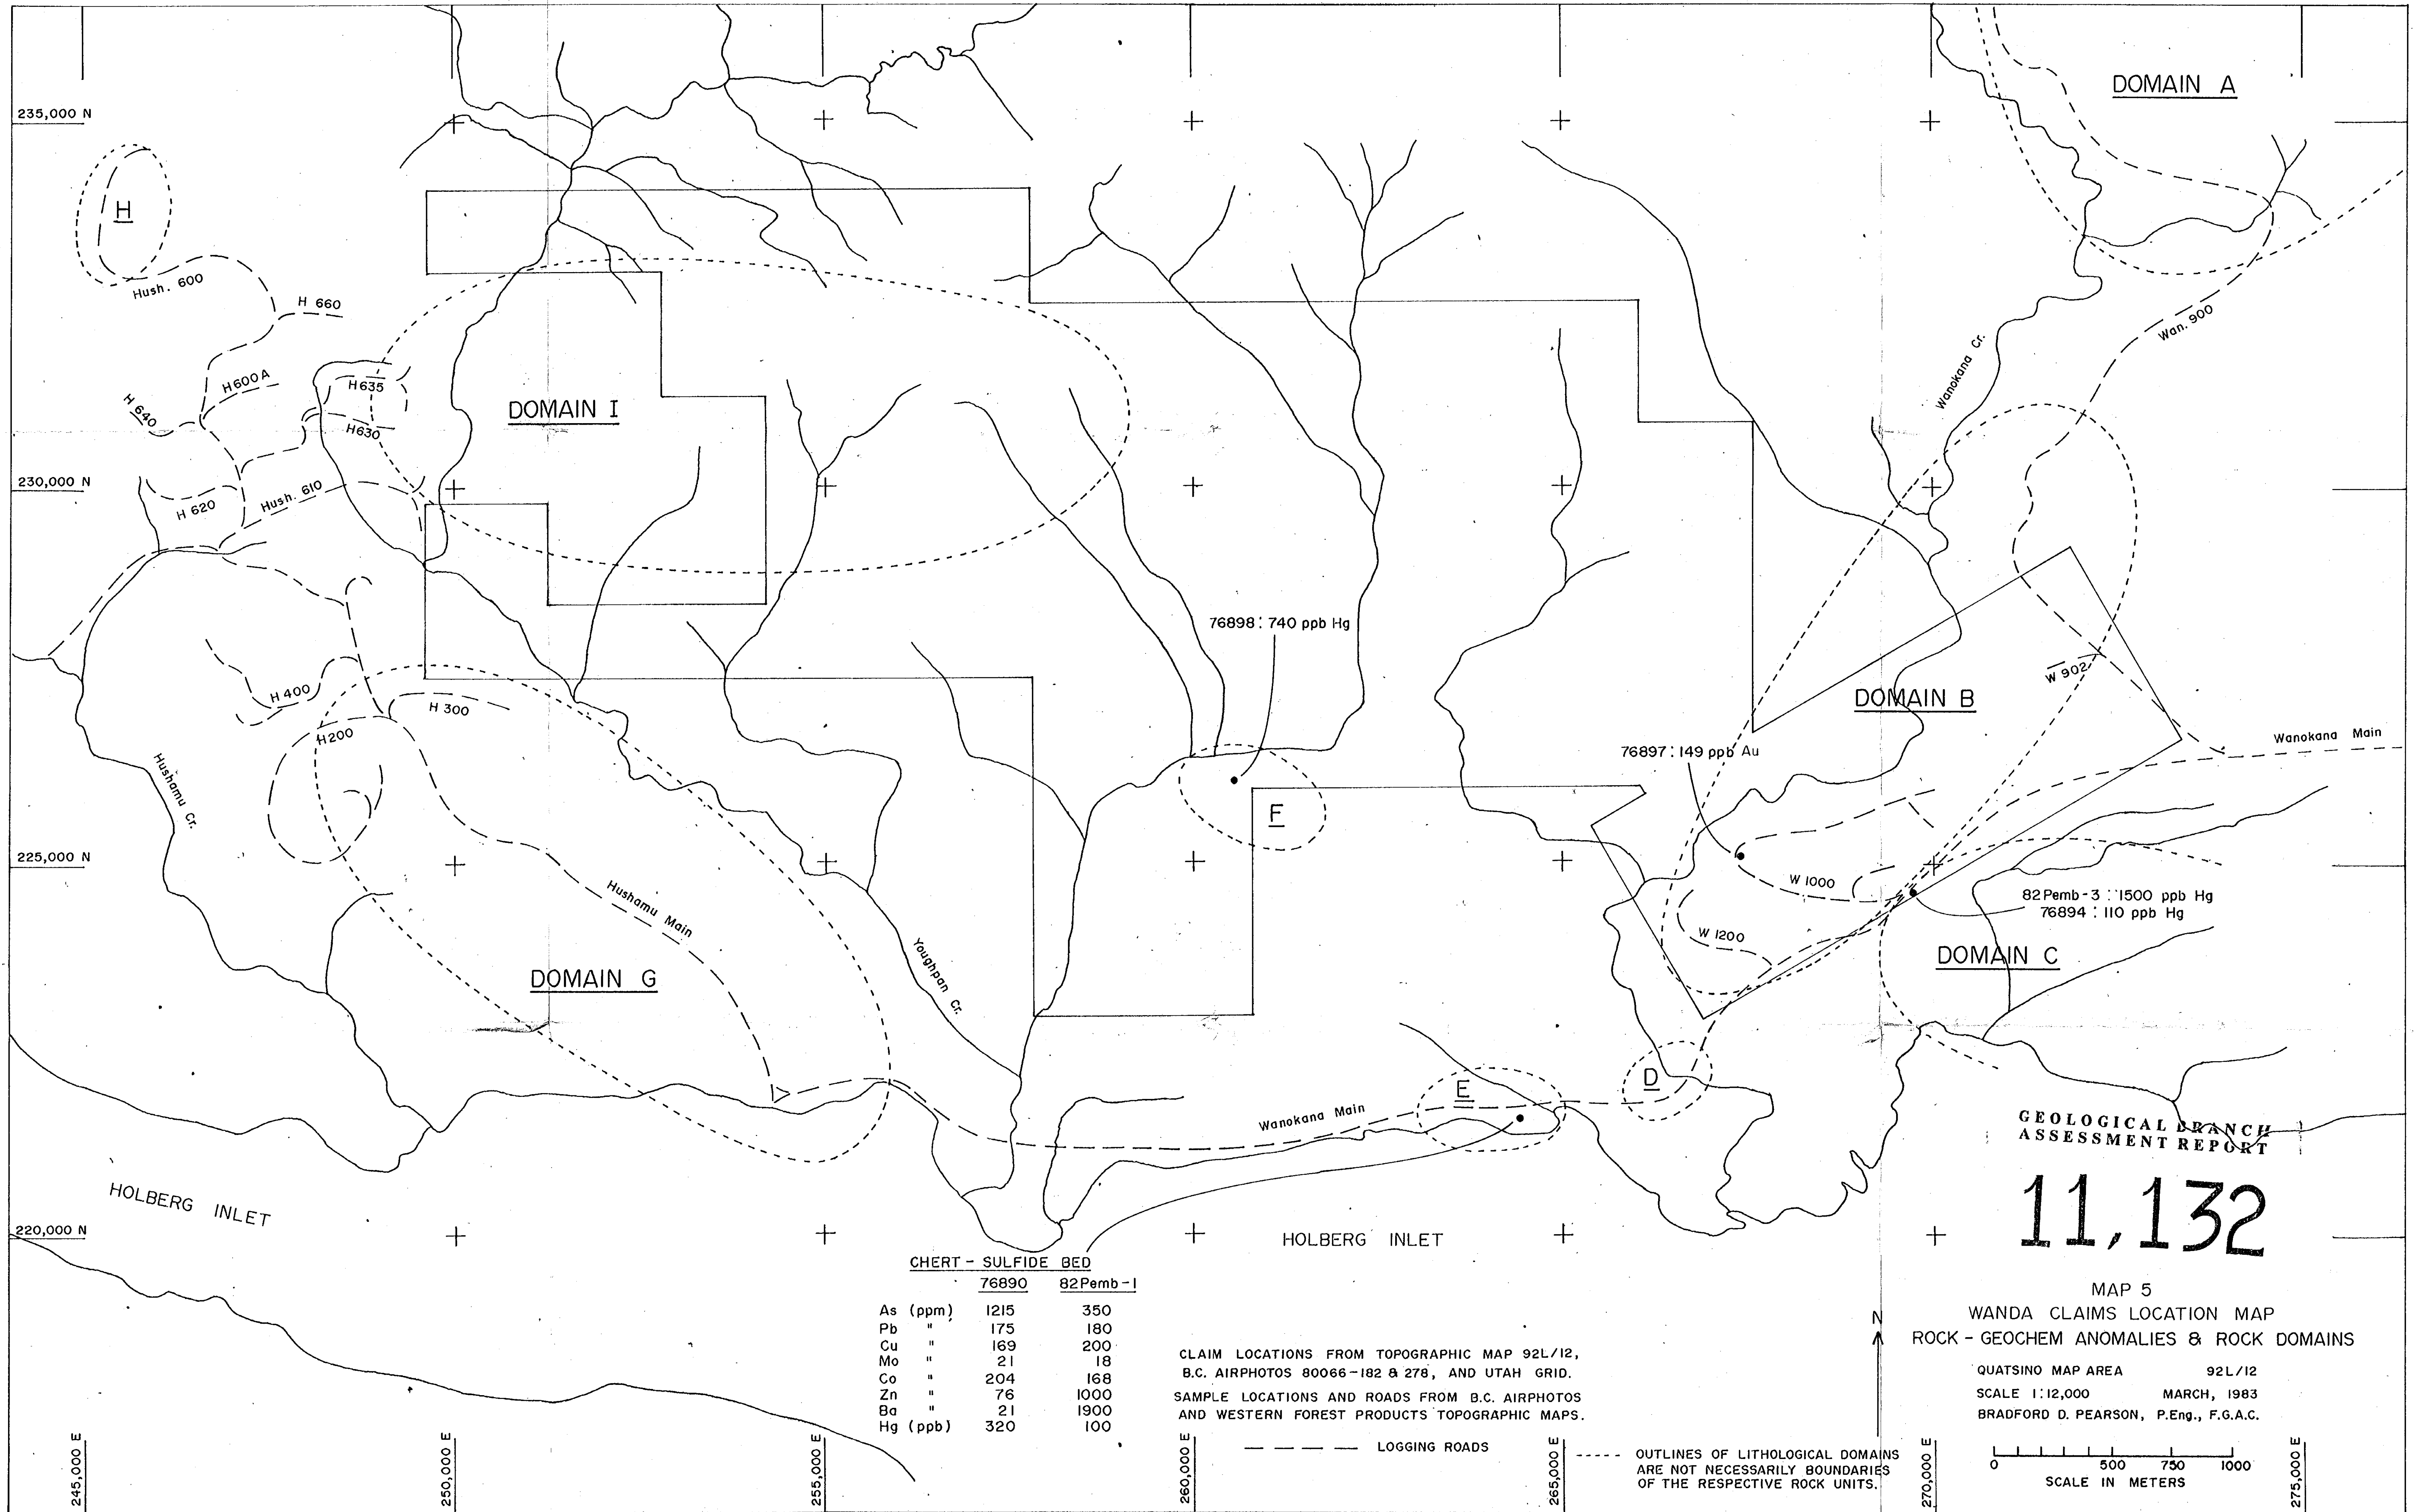 DOMAIN A
235,000 N
H
Hush. 600
H 660
Wan. 900
Wanokana Cr.
H 635
H600A
H 640
H630
DOMAIN I
230,000 N
H 620
Hush. 610
76898: 740 ppb Hg
W 902
H 400
H 300
H200
DOMAIN B
Wanokana Main
76897: 149 ppb Au
Hushamu Cr.
F
225,000 N
W 1000
82Pemb-3: 1500 ppb Hg
76894: 110 ppb Hg
Hushamu Main
W 1200
Youghpan Cr.
DOMAIN C
DOMAIN G
D
E
Wanokana Main
GEOLOGICAL BRANCH
ASSESSMENT REPORT
11,132
HOLBERG INLET
220,000 N
HOLBERG INLET
CHERT - SULFIDE BED
76890 82Pemb-1
As (ppm) 1215 350
Pb " 175 180
Cu " 169 200
Mo " 21 18
Co " 204 168
Zn " 76 1000
Ba " 21 1900
Hg (ppb) 320 100
CLAIM LOCATIONS FROM TOPOGRAPHIC MAP 92L/12,
B.C. AIRPHOTOS 80066-182 & 278, AND UTAH GRID.
SAMPLE LOCATIONS AND ROADS FROM B.C. AIRPHOTOS
AND WESTERN FOREST PRODUCTS TOPOGRAPHIC MAPS.
LOGGING ROADS
OUTLINES OF LITHOLOGICAL DOMAINS
ARE NOT NECESSARILY BOUNDARIES
OF THE RESPECTIVE ROCK UNITS.
N
MAP 5
WANDA CLAIMS LOCATION MAP
ROCK - GEOCHEM ANOMALIES & ROCK DOMAINS
QUATSINO MAP AREA 92L/12
SCALE 1:12,000 MARCH, 1983
BRADFORD D. PEARSON, P.Eng., F.G.A.C.
0 500 750 1000
SCALE IN METERS
245,000 E
250,000 E
255,000 E
260,000 E
265,000 E
270,000 E
275,000 E